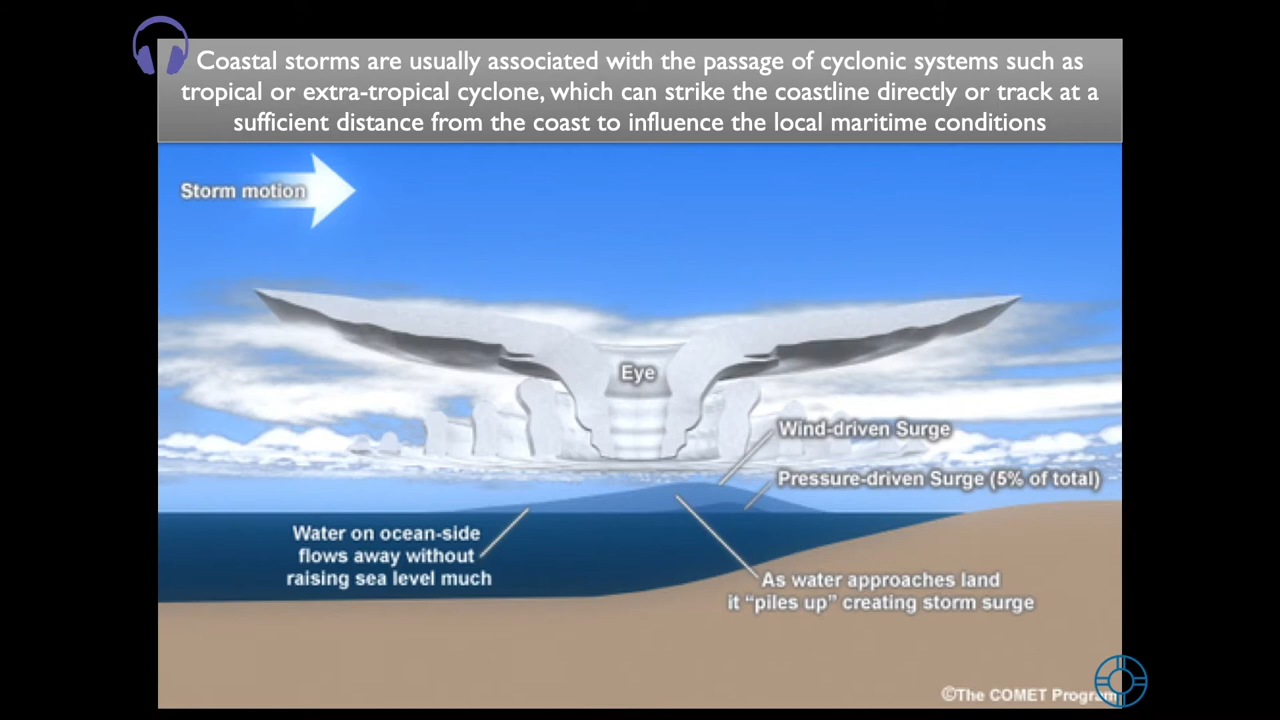 Coastal storms are usually associated with the passage of cyclonic systems such as
tropical or extra-tropical cyclone, which can strike the coastline directly or track at a
sufficient distance from the coast to influence the local maritime conditions
Storm motion
Eye
Wind-driven Surge
Pressure-driven Surge (5% of total)
Water on ocean-side
flows away without
raising sea level much
As water approaches land
it “piles up” creating storm surge
©The COMET Program